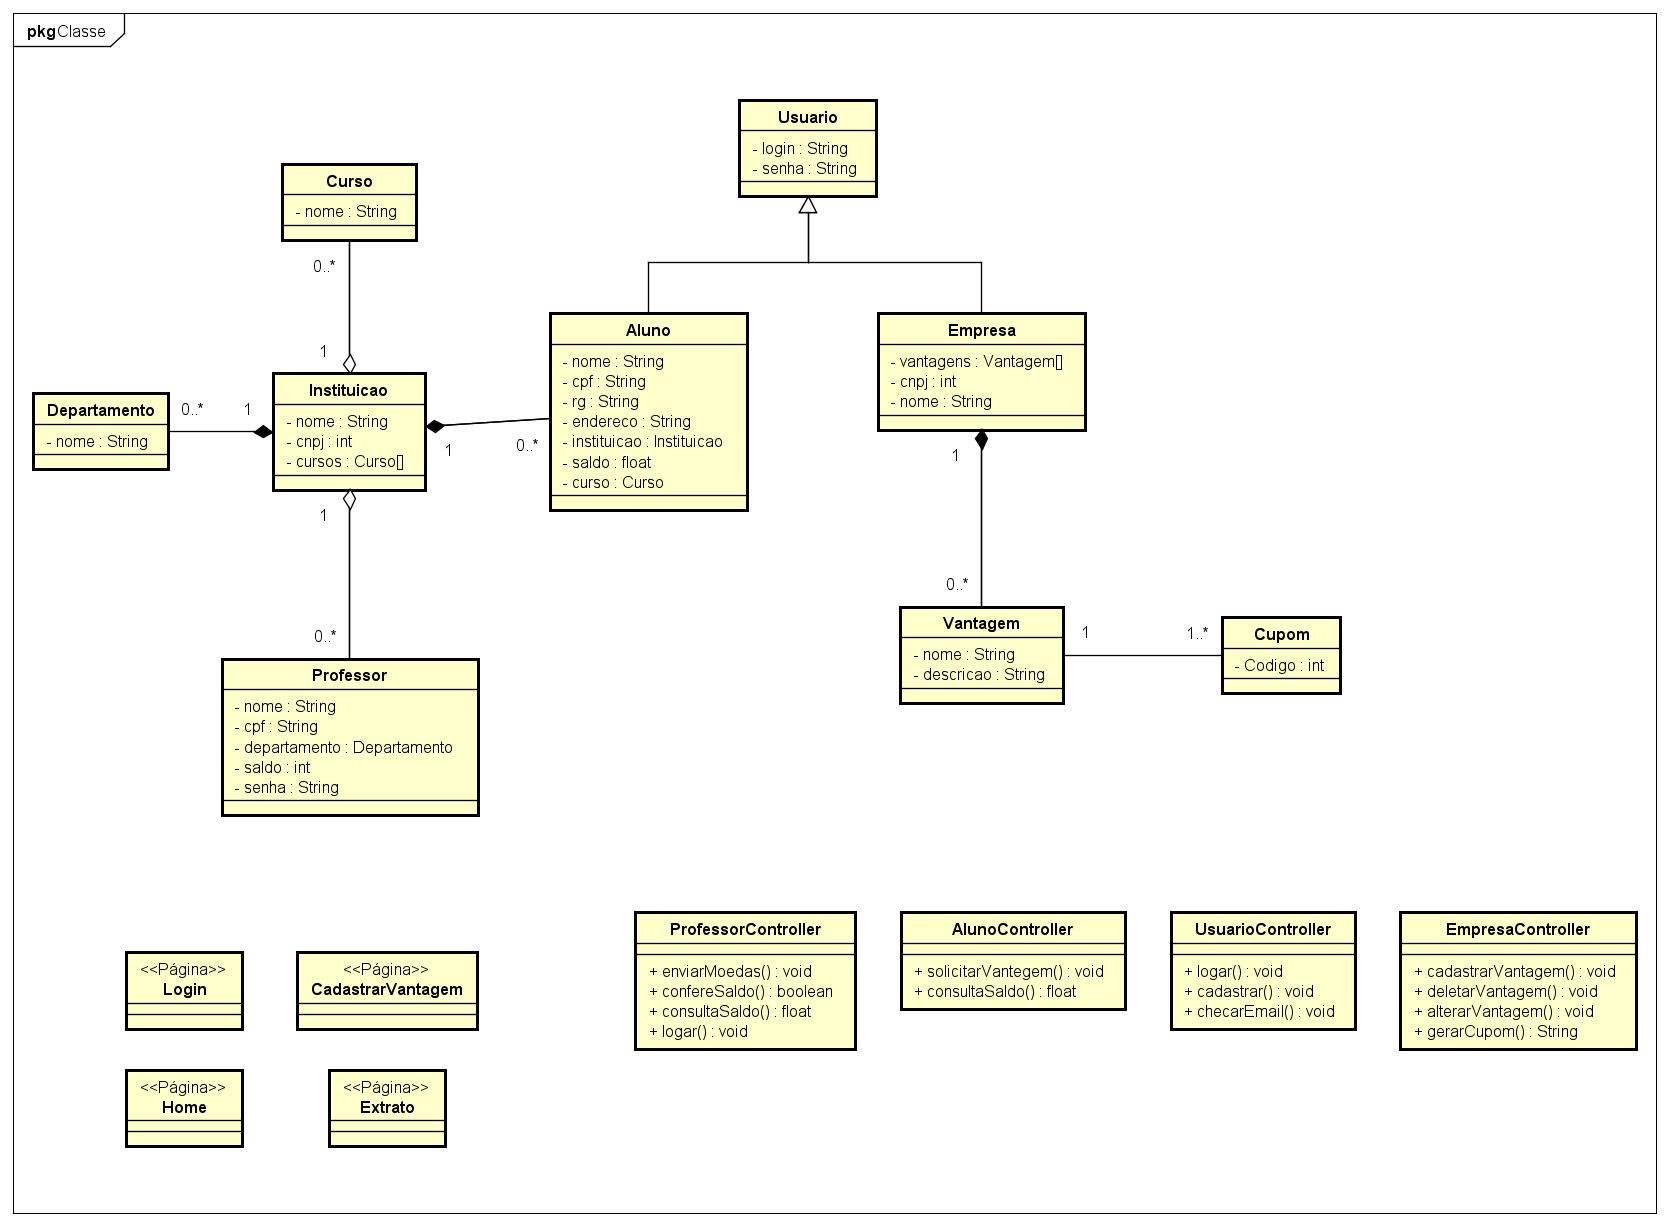 pkg Classe
Usuario
- login : String
- senha : String
Curso
- nome : String
0..*
1
Departamento
- nome : String
0..*
1
Instituicao
- nome : String
- cnpj : int
- cursos : Curso[]
1
0..*
Aluno
- nome : String
- cpf : String
- rg : String
- endereco : String
- instituicao : Instituicao
- saldo : float
- curso : Curso
Empresa
- vantagens : Vantagem[]
- cnpj : int
- nome : String
1
0..*
1
0..*
Professor
- nome : String
- cpf : String
- departamento : Departamento
- saldo : int
- senha : String
Vantagem
- nome : String
- descricao : String
1
1..*
Cupom
- Codigo : int
<<Página>>
Login
<<Página>>
CadastrarVantagem
<<Página>>
Home
<<Página>>
Extrato
ProfessorController
+ enviarMoedas() : void
+ confereSaldo() : boolean
+ consultaSaldo() : float
+ logar() : void
AlunoController
+ solicitarVantegem() : void
+ consultaSaldo() : float
UsuarioController
+ logar() : void
+ cadastrar() : void
+ checarEmail() : void
EmpresaController
+ cadastrarVantagem() : void
+ deletarVantagem() : void
+ alterarVantagem() : void
+ gerarCupom() : String